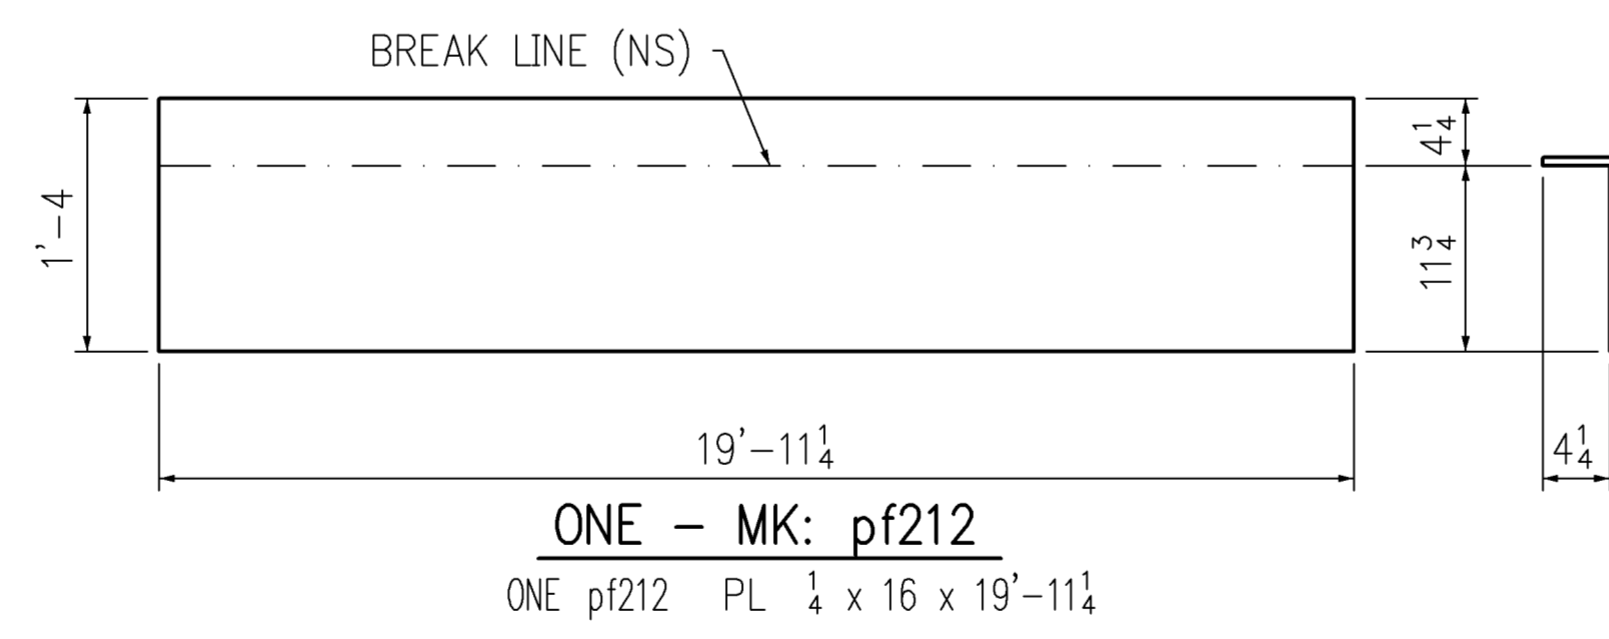 BREAK LINE (NS)
1'-4
4 1/4
11 3/4
19'-11 1/4
4 1/4
ONE - MK: pf212
ONE pf212 PL 1/4 x 16 x 19'-11 1/4